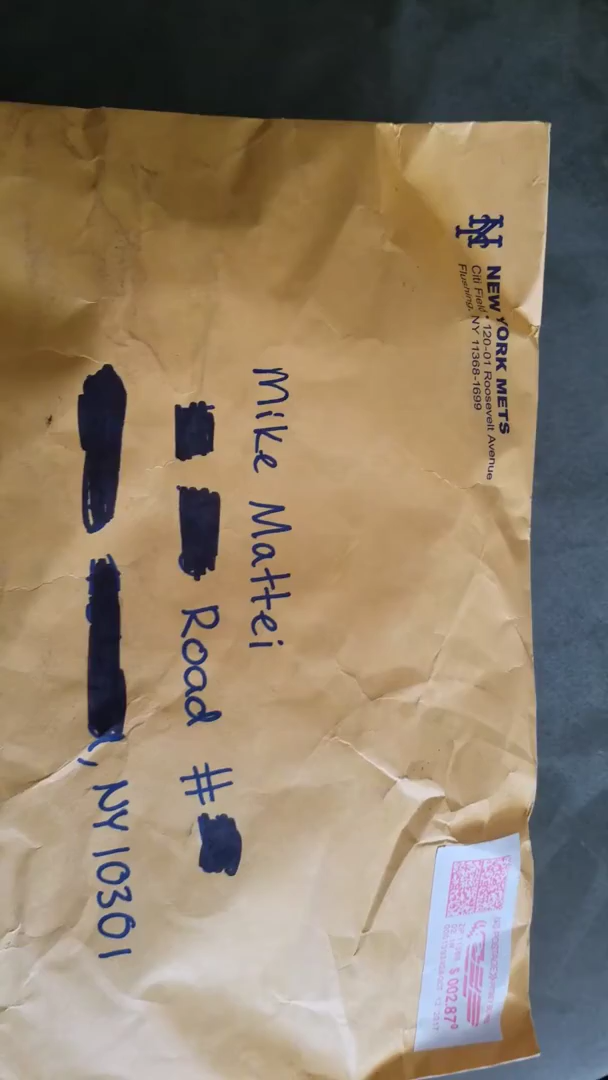 NEW YORK METS
Citi Field • 120-01 Roosevelt Avenue
Flushing, NY 11368-1699
Mike Mattei
Road #
, NY 10301
$ 002.87⁰